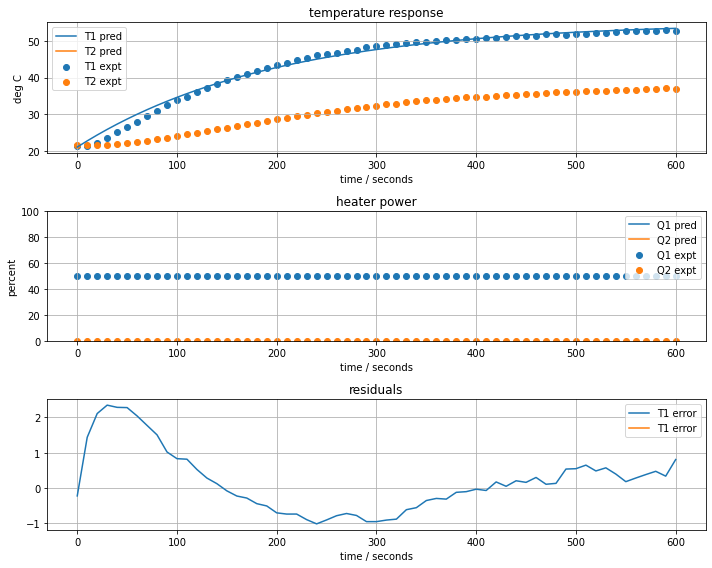 temperature response
deg C
50
40
30
20
T1 pred
T2 pred
T1 expt
T2 expt
0 100 200 300 400 500 600
time / seconds
heater power
percent
100
80
60
40
20
0
Q1 pred
Q2 pred
Q1 expt
Q2 expt
0 100 200 300 400 500 600
time / seconds
residuals
2
1
0
−1
T1 error
T1 error
0 100 200 300 400 500 600
time / seconds